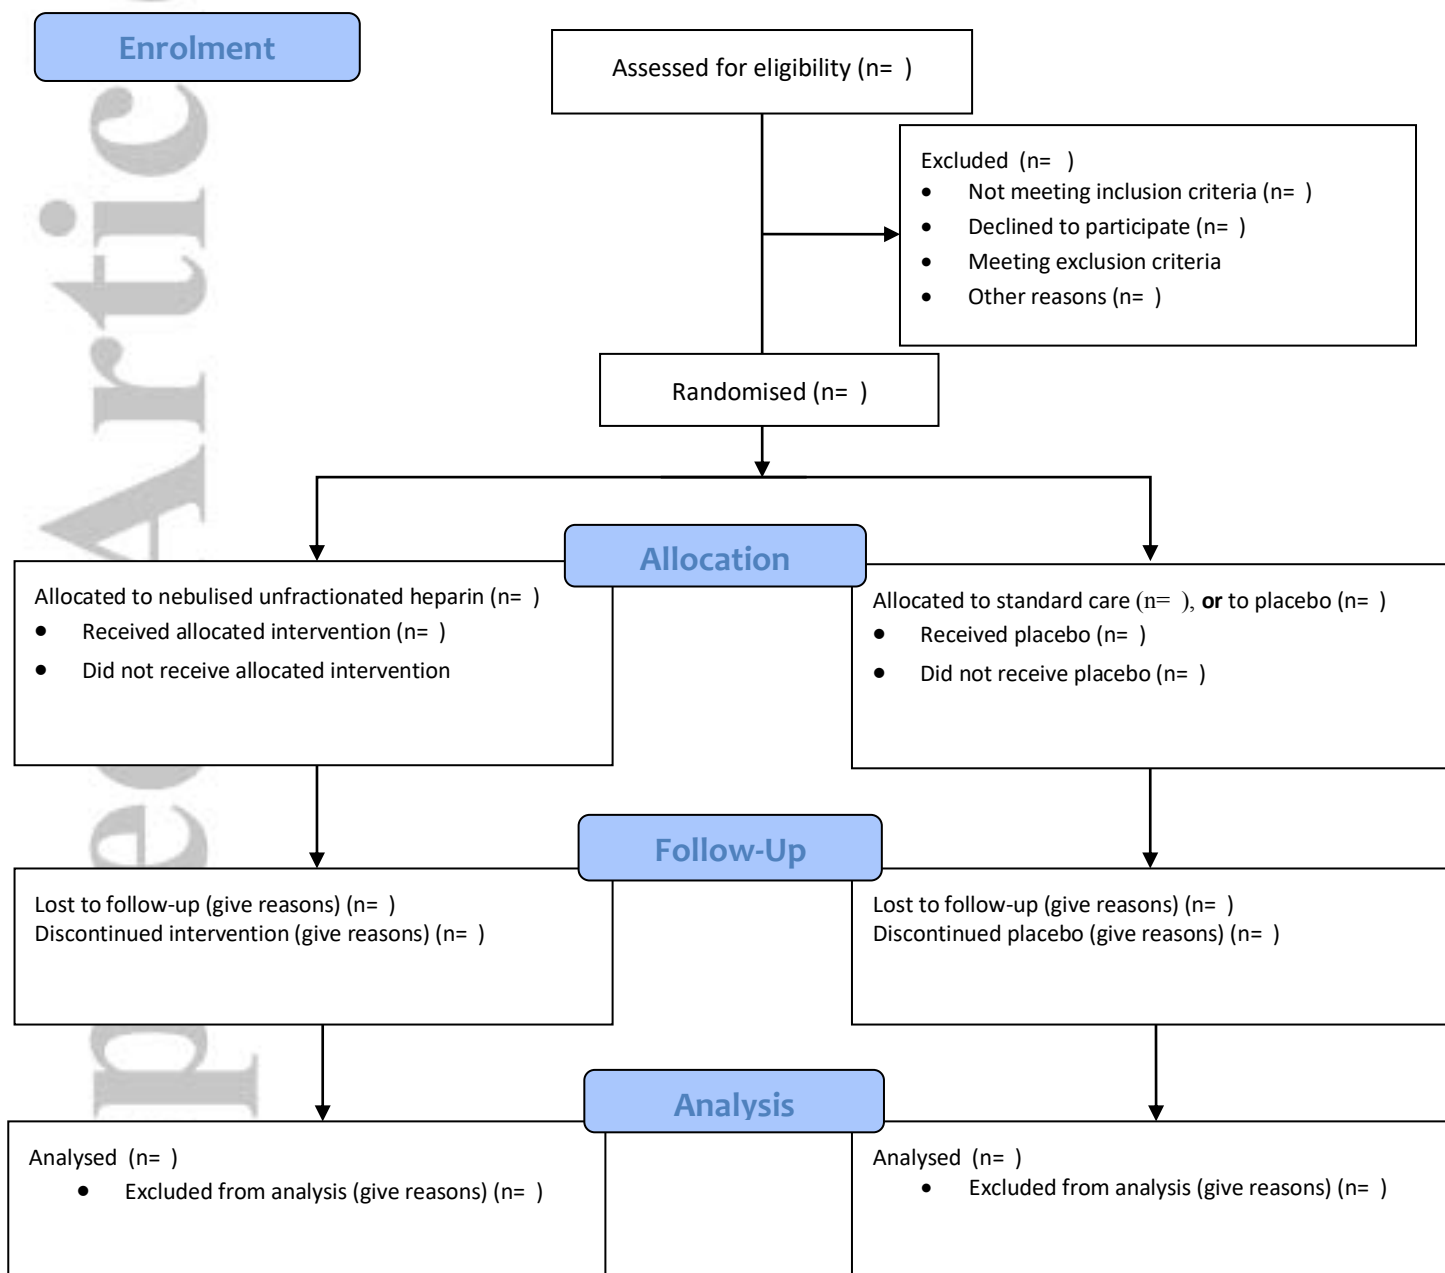 Enrolment
Assessed for eligibility (n=  )
Excluded  (n=  )
•	Not meeting inclusion criteria (n=  )
•	Declined to participate (n=  )
•	Meeting exclusion criteria
•	Other reasons (n=  )
Randomised (n=  )
Allocation
Allocated to nebulised unfractionated heparin (n=  )
•	Received allocated intervention (n=  )
•	Did not receive allocated intervention
Allocated to standard care (n=  ), or to placebo (n=  )
•	Received placebo (n=  )
•	Did not receive placebo (n=  )
Follow-Up
Lost to follow-up (give reasons) (n=  )
Discontinued intervention (give reasons) (n=  )
Lost to follow-up (give reasons) (n=  )
Discontinued placebo (give reasons) (n=  )
Analysis
Analysed  (n=  )
•	Excluded from analysis (give reasons) (n=  )
Analysed  (n=  )
•	Excluded from analysis (give reasons) (n=  )